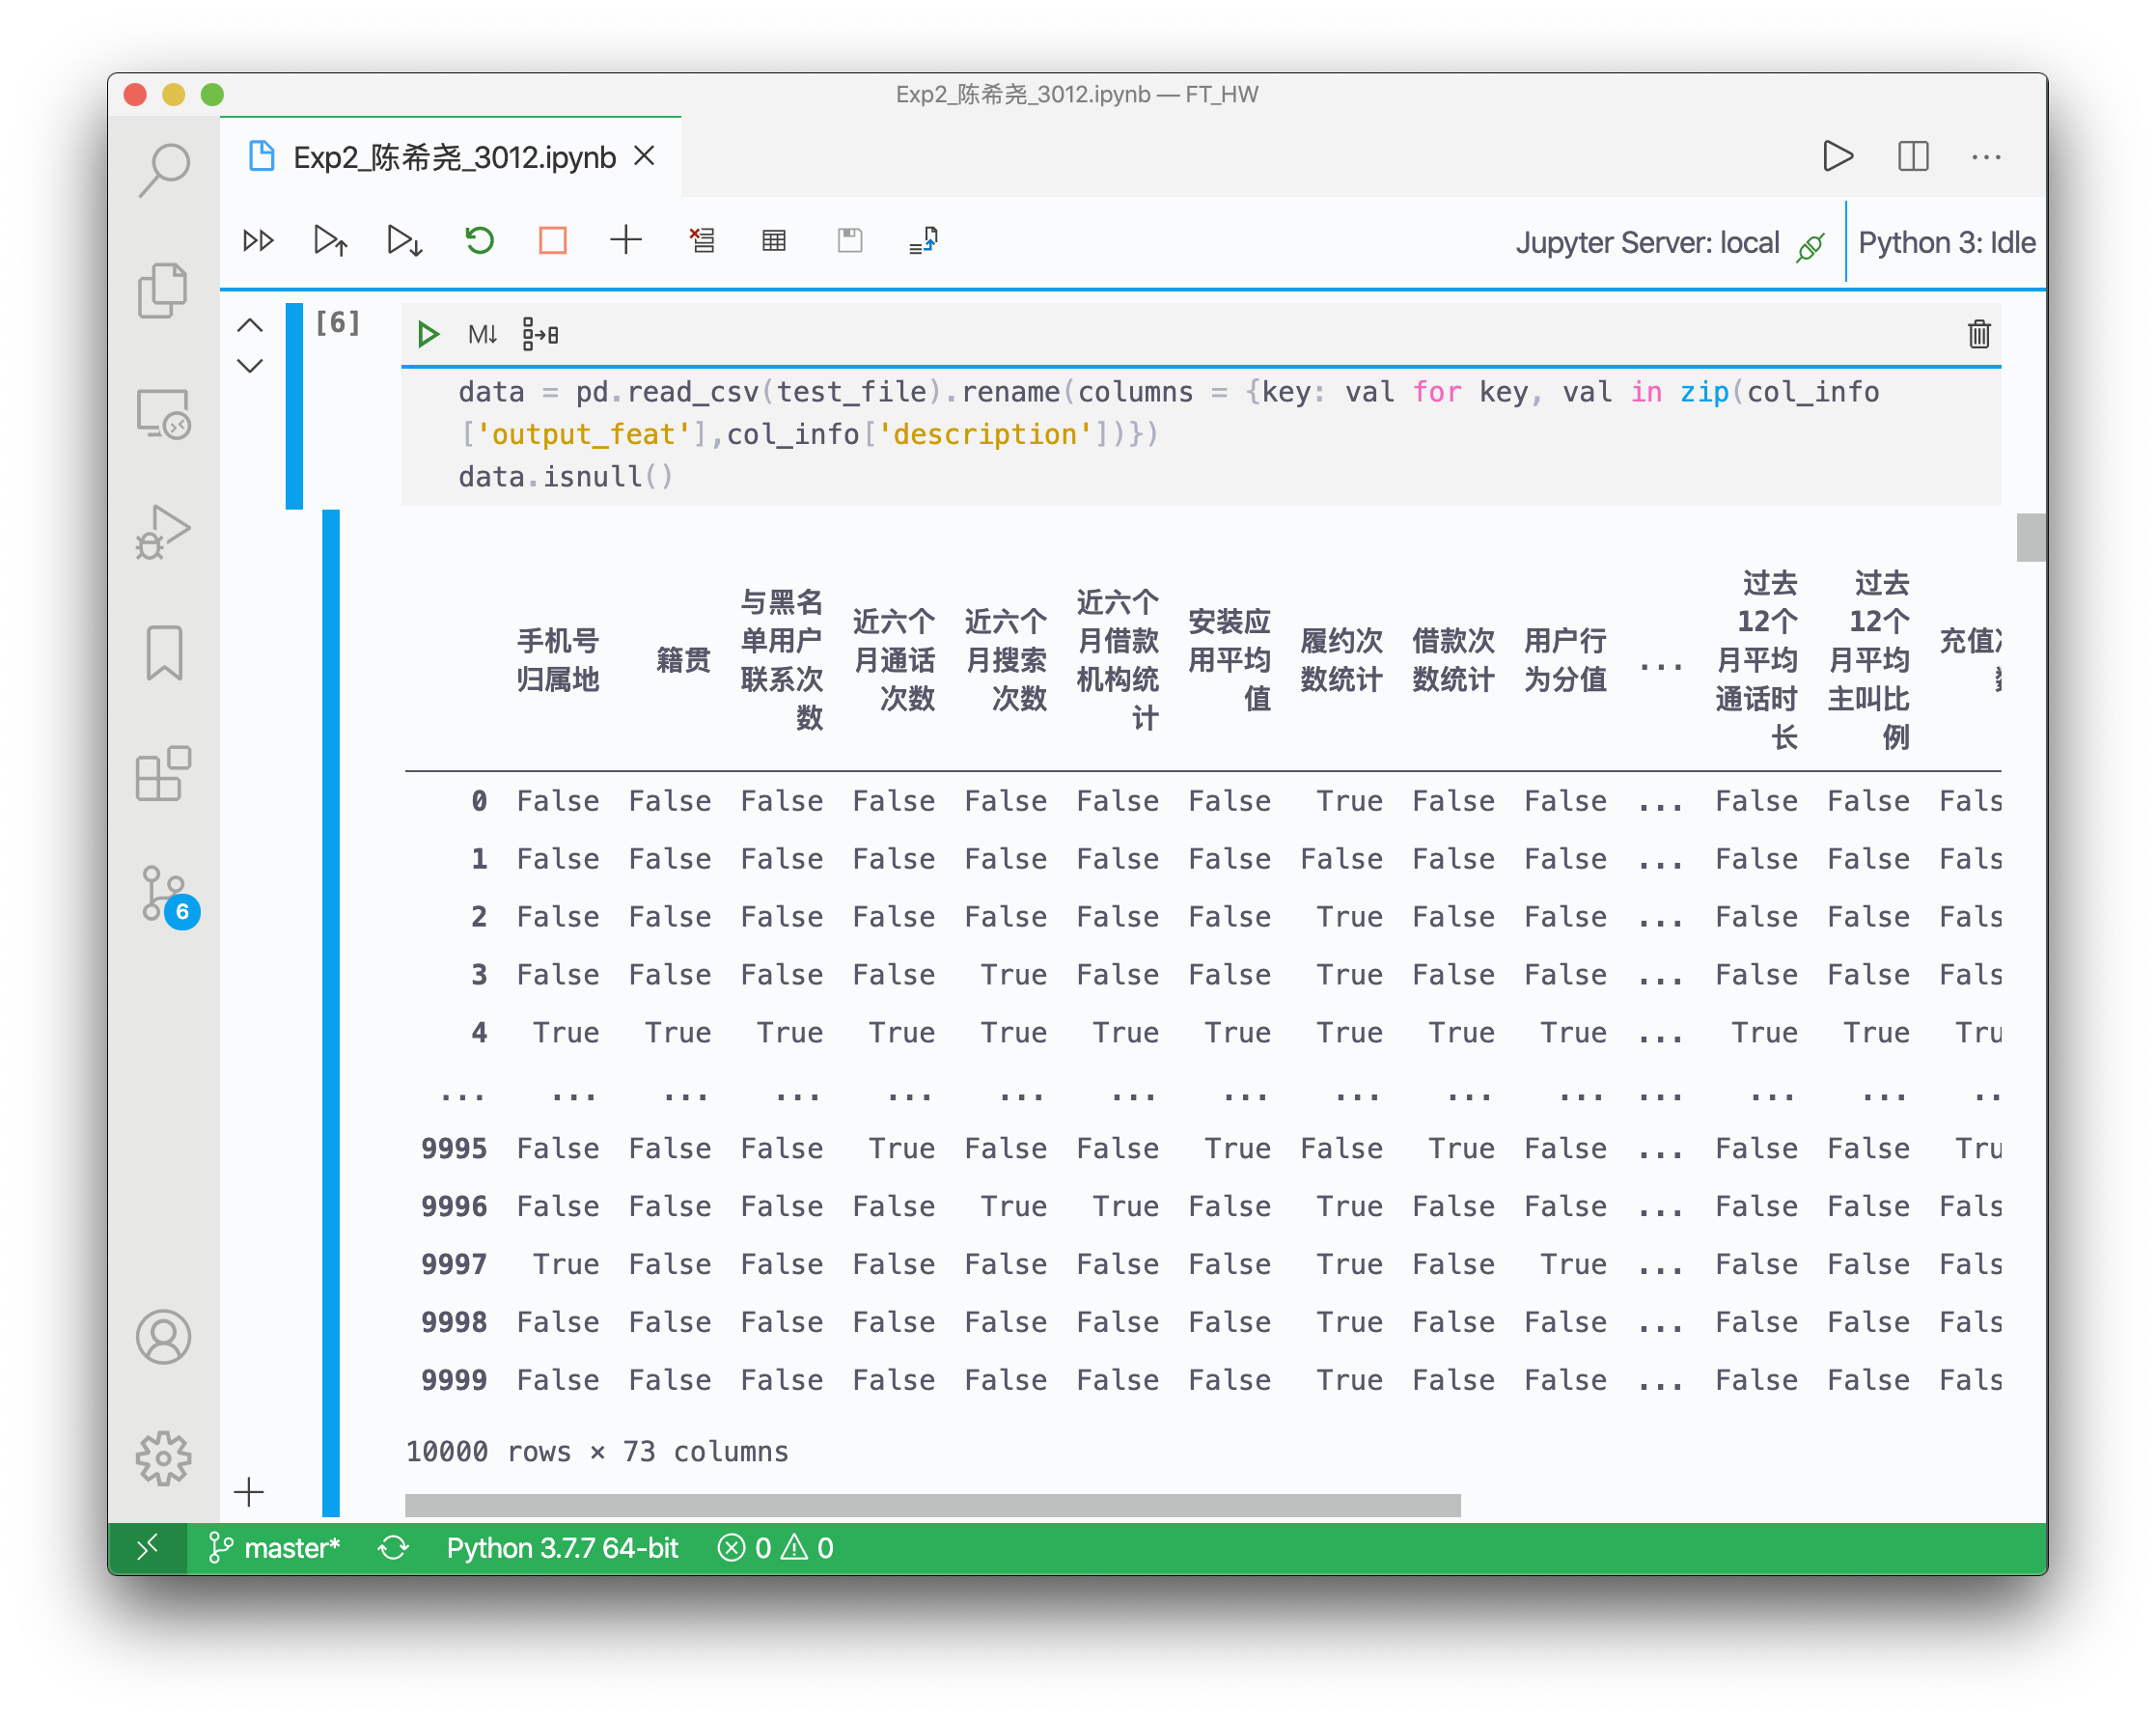 Exp2_陈希尧_3012.ipynb — FT_HW
Exp2_陈希尧_3012.ipynb
Jupyter Server: local
Python 3: Idle
[6]
M↓
data = pd.read_csv(test_file).rename(columns = {key: val for key, val in zip(col_info
['output_feat'],col_info['description'])})
data.isnull()
手机号归属地 籍贯 与黑名单用户联系次数 近六个月通话次数 近六个月搜索次数 近六个月借款机构统计 安装应用平均值 履约次数统计 借款次数统计 用户行为分值 ... 过去12个月平均通话时长 过去12个月平均主叫比例 充值
0 False False False False False False False True False False ... False False Fals
1 False False False False False False False False False False ... False False Fals
2 False False False False False False False True False False ... False False Fals
3 False False False False True False False True False False ... False False Fals
4 True True True True True True True True True True ... True True Tru
... ... ... ... ... ... ... ... ... ... ... ... ... ... ..
9995 False False False True False False True False True False ... False False Tru
9996 False False False False True True False True False False ... False False Fals
9997 True False False False False False False True False True ... False False Fals
9998 False False False False False False False True False False ... False False Fals
9999 False False False False False False False True False False ... False False Fals
10000 rows × 73 columns
6
master*
Python 3.7.7 64-bit
0
0